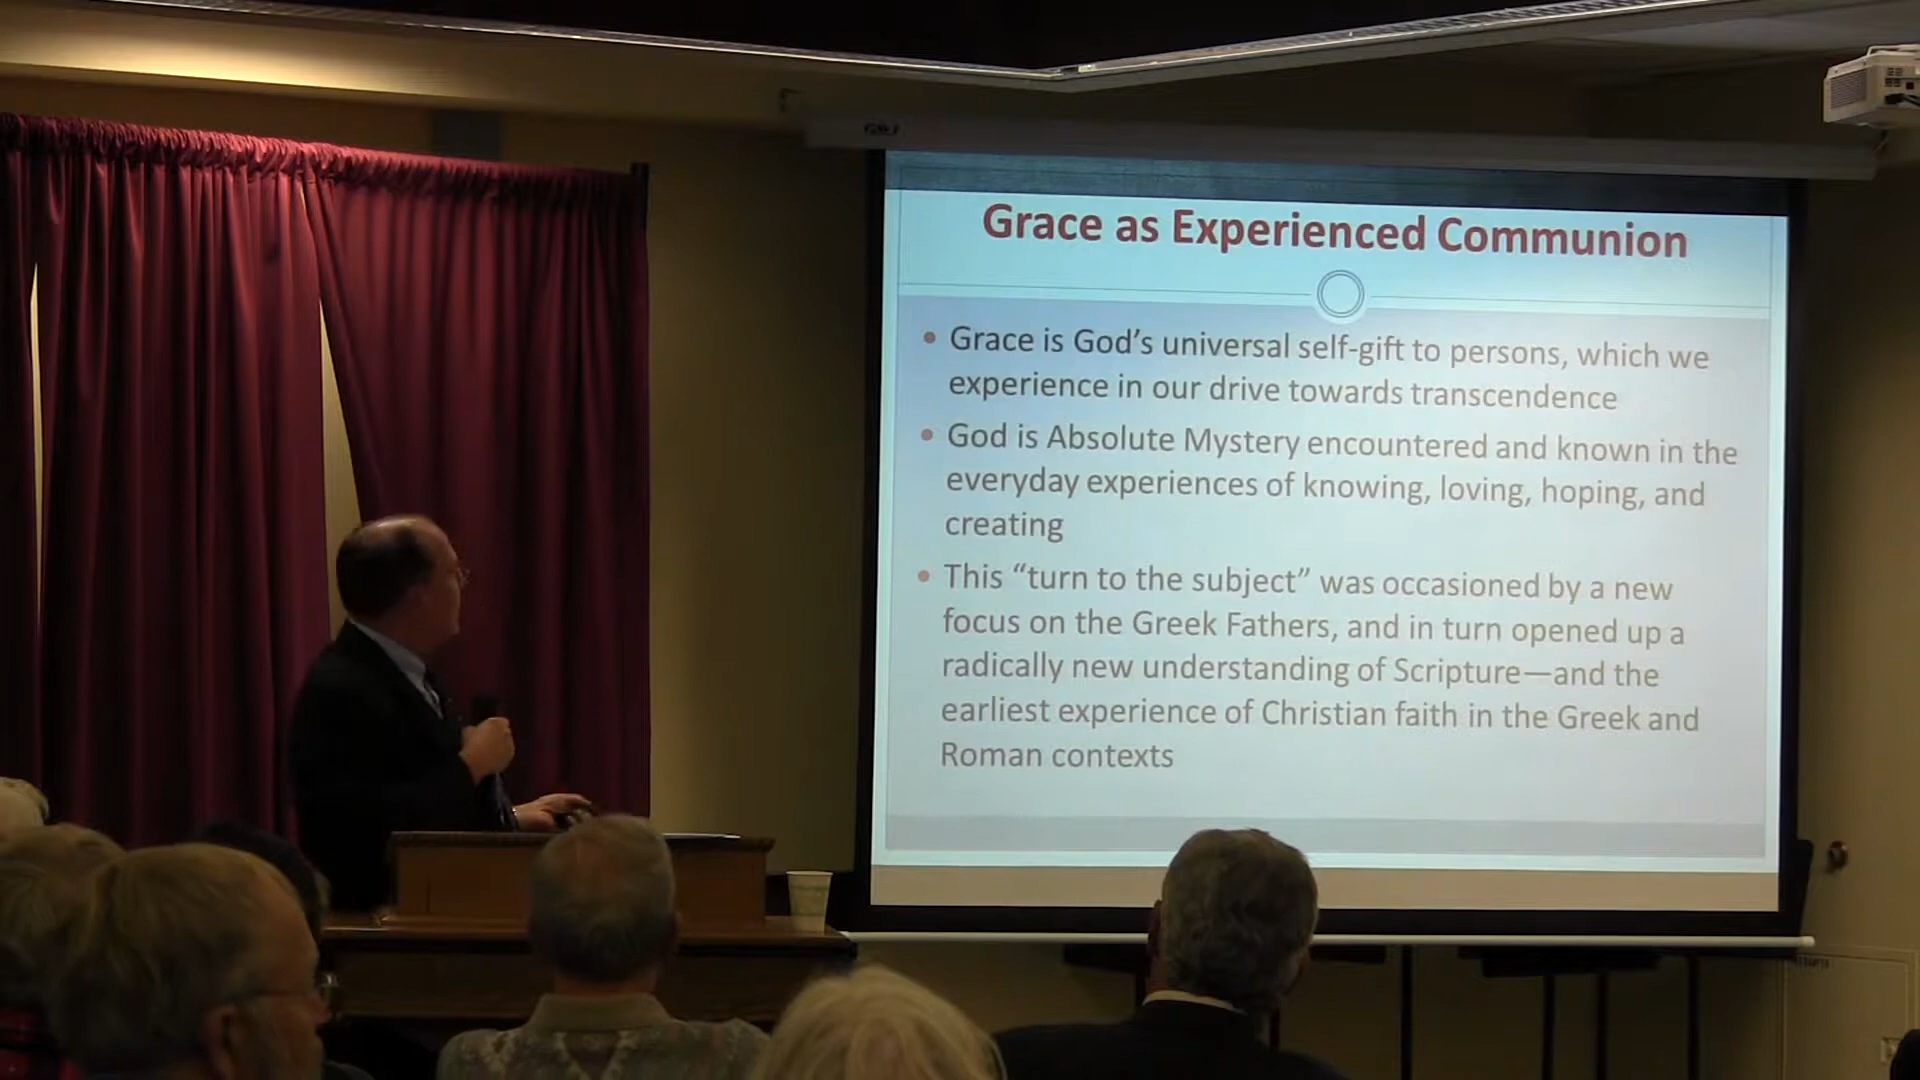 Grace as Experienced Communion
• Grace is God's universal self-gift to persons, which we
experience in our drive towards transcendence
• God is Absolute Mystery encountered and known in the
everyday experiences of knowing, loving, hoping, and
creating
• This “turn to the subject” was occasioned by a new
focus on the Greek Fathers, and in turn opened up a
radically new understanding of Scripture—and the
earliest experience of Christian faith in the Greek and
Roman contexts